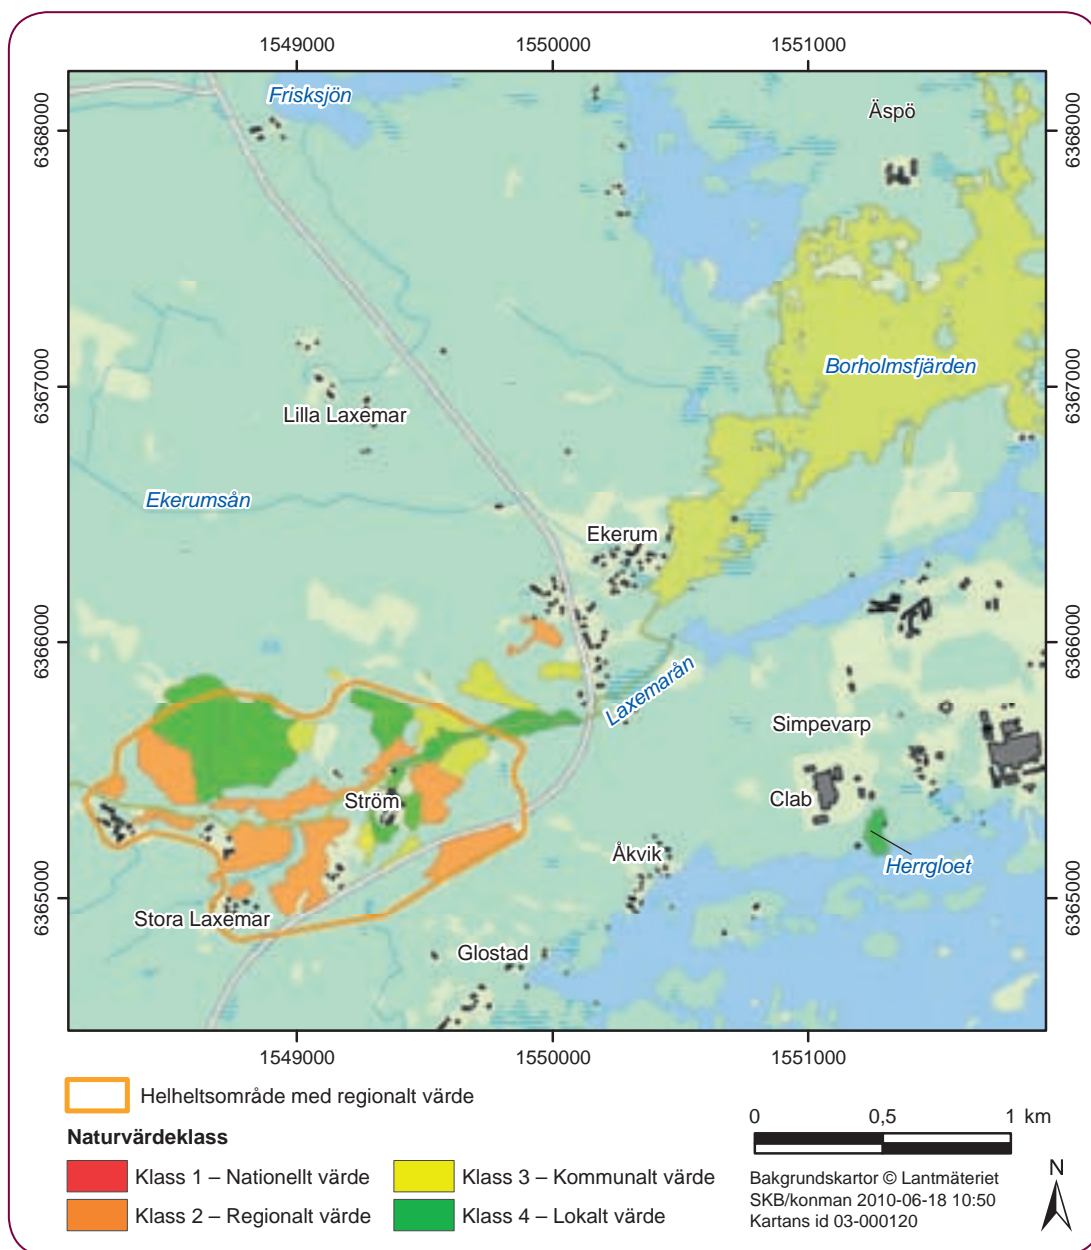 1549000
1550000
1551000
Frisksjön
Äspö
6368000
6368000
Borholmsfjärden
6367000
6367000
Lilla Laxemar
Ekerumsån
Ekerum
6366000
6366000
Laxemarån
Simpevarp
Ström
Clab
Åkvik
Herrgloet
6365000
6365000
Stora Laxemar
Glostad
1549000
1550000
1551000
Helheltsområde med regionalt värde
Naturvärdeklass
Klass 1 – Nationellt värde
Klass 2 – Regionalt värde
Klass 3 – Kommunalt värde
Klass 4 – Lokalt värde
0 0,5 1 km
Bakgrundskartor © Lantmäteriet
SKB/konman 2010-06-18 10:50
Kartans id 03-000120
N